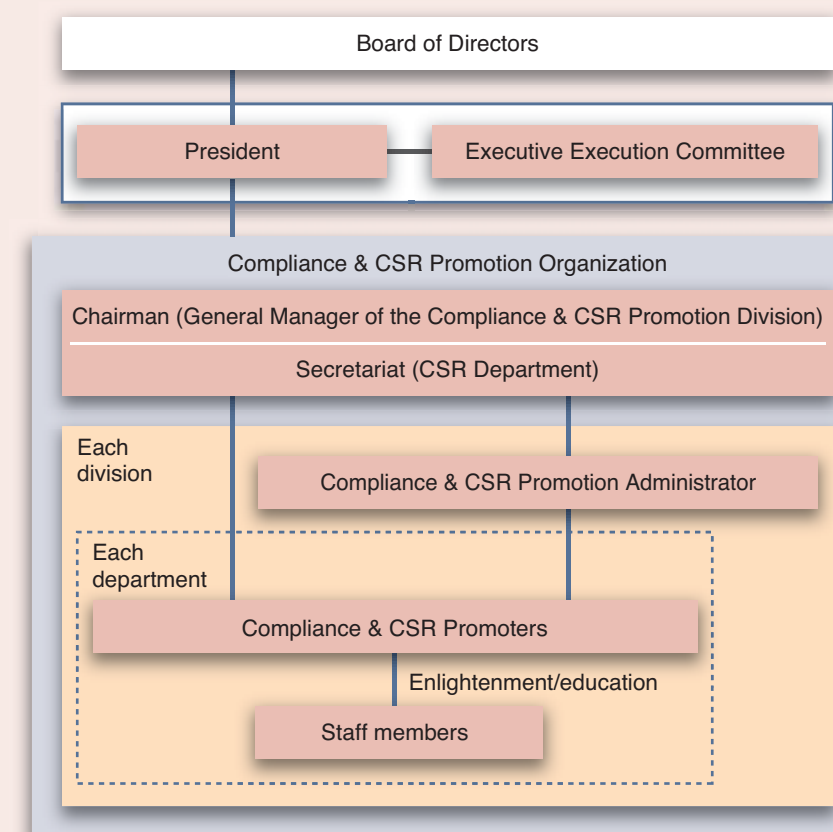 Board of Directors
President
Executive Execution Committee
Compliance & CSR Promotion Organization
Chairman (General Manager of the Compliance & CSR Promotion Division)
Secretariat (CSR Department)
Each
division
Compliance & CSR Promotion Administrator
Each
department
Compliance & CSR Promoters
Enlightenment/education
Staff members